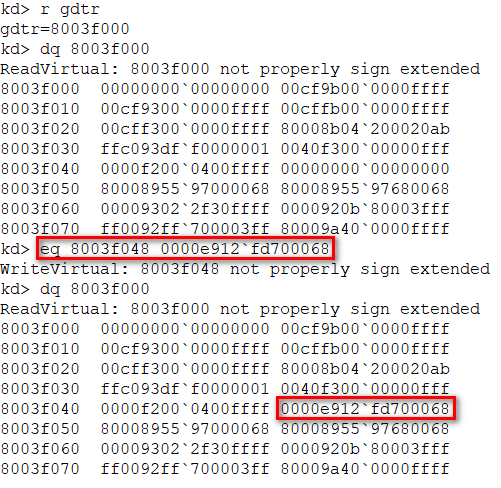 kd> r gdtr
gdtr=8003f000
kd> dq 8003f000
ReadVirtual: 8003f000 not properly sign extended
8003f000  00000000`00000000 00cf9b00`0000ffff
8003f010  00cf9300`0000ffff 00cffb00`0000ffff
8003f020  00cff300`0000ffff 80008b04`200020ab
8003f030  ffc093df`f0000001 0040f300`00000fff
8003f040  0000f200`0400ffff 00000000`00000000
8003f050  80008955`97000068 80008955`97680068
8003f060  00009302`2f30ffff 0000920b`80003fff
8003f070  ff0092ff`700003ff 80009a40`0000ffff
kd> eq 8003f048 0000e912`fd700068
WriteVirtual: 8003f048 not properly sign extended
kd> dq 8003f000
ReadVirtual: 8003f000 not properly sign extended
8003f000  00000000`00000000 00cf9b00`0000ffff
8003f010  00cf9300`0000ffff 00cffb00`0000ffff
8003f020  00cff300`0000ffff 80008b04`200020ab
8003f030  ffc093df`f0000001 0040f300`00000fff
8003f040  0000f200`0400ffff 0000e912`fd700068
8003f050  80008955`97000068 80008955`97680068
8003f060  00009302`2f30ffff 0000920b`80003fff
8003f070  ff0092ff`700003ff 80009a40`0000ffff